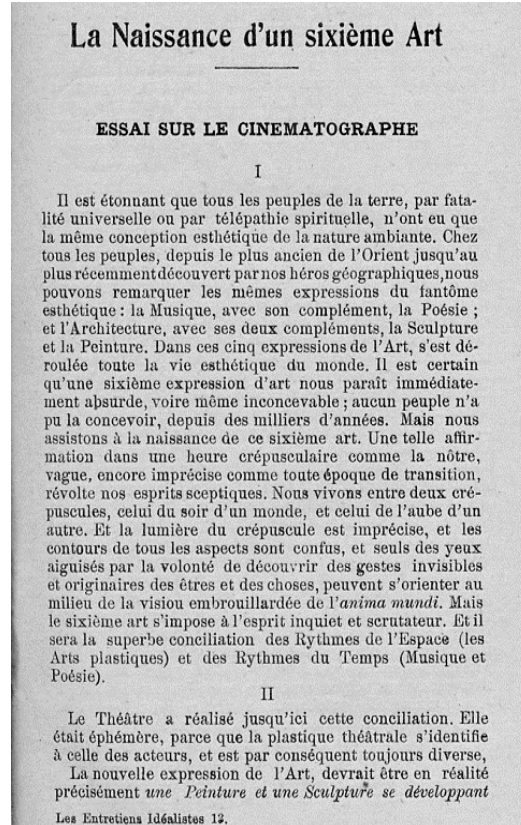 La Naissance d'un sixième Art
ESSAI SUR LE CINEMATOGRAPHE
I
Il est étonnant que tous les peuples de la terre, par fata-
lité universelle ou par télépathie spirituelle, n'ont eu que
la même conception esthétique de la nature ambiante. Chez
tous les peuples, depuis le plus ancien de l'Orient jusqu'au
plus récemment découvert par nos héros géographiques, nous
pouvons remarquer les mêmes expressions du fantôme
esthétique : la Musique, avec son complément, la Poésie ;
et l'Architecture, avec ses deux compléments, la Sculpture
et la Peinture. Dans ces cinq expressions de l'Art, s'est dé-
roulée toute la vie esthétique du monde. Il est certain
qu'une sixième expression d'art nous paraît immédiate-
ment absurde, voire même inconcevable ; aucun peuple n'a
pu la concevoir, depuis des milliers d'années. Mais nous
assistons à la naissance de ce sixième art. Une telle affir-
mation dans une heure crépusculaire comme la nôtre,
vague, encore imprécise comme toute époque de transition,
révolte nos esprits sceptiques. Nous vivons entre deux cré-
puscules, celui du soir d'un monde, et celui de l'aube d'un
autre. Et la lumière du crépuscule est imprécise, et les
contours de tous les aspects sont confus, et seuls des yeux
aiguisés par la volonté de découvrir des gestes invisibles
et originaires des êtres et des choses, peuvent s'orienter au
milieu de la visiou embrouillardée de l'anima mundi. Mais
le sixième art s'impose à l'esprit inquiet et scrutateur. Et il
sera la superbe conciliation des Rythmes de l'Espace (les
Arts plastiques) et des Rythmes du Temps (Musique et
Poésie).
II
Le Théâtre a réalisé jusqu'ici cette conciliation. Elle
était éphémère, parce que la plastique théâtrale s'identifie
à celle des acteurs, et est par conséquent toujours diverse,
La nouvelle expression de l'Art, devrait être en réalité
précisément une Peinture et une Sculpture se développant
Les Entretiens Idéalistes 12.